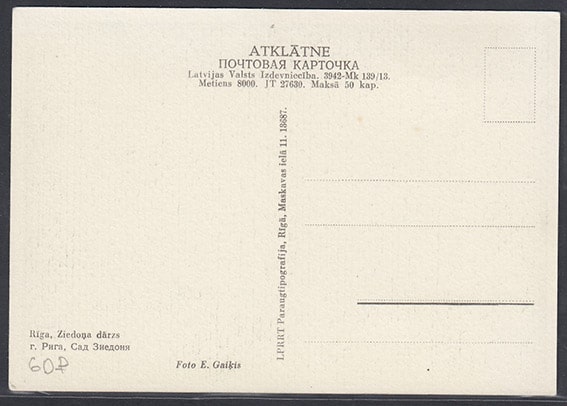 ATKLĀTNE
ПОЧТОВАЯ КАРТОЧКА
Latvijas Valsts Izdevniecība. 3942-Mk 139/13.
Metiens 8000. JT 27630. Maksā 50 kap.
LPRRT Paraugtipografija, Rīgā, Maskavas ielā 11. 13687.
Rīga, Ziedoņa dārzs
г. Рига, Сад Зиедоня
60₽
Foto E. Gaiķis